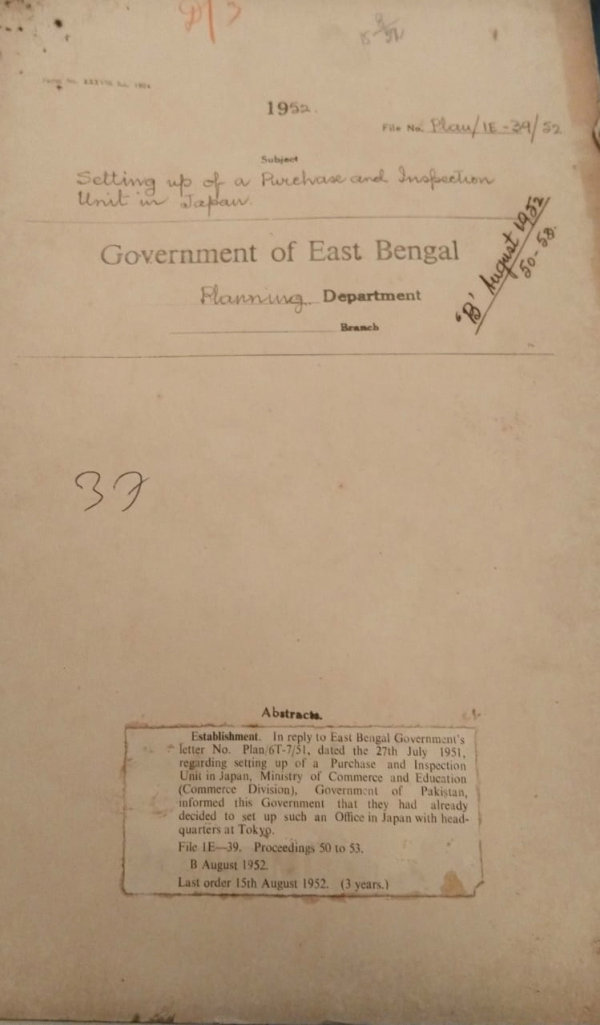 D/3
1952.
File No. Plan/1E-39/52
Subject
Setting up of a Purchase and Inspection
Unit in Japan.
Government of East Bengal
Planning Department
Branch
'B' August 1952
50-53.
37
Abstracts.
Establishment. In reply to East Bengal Government's
letter No. Plan/6T-7/51, dated the 27th July 1951,
regarding setting up of a Purchase and Inspection
Unit in Japan, Ministry of Commerce and Education
(Commerce Division), Government of Pakistan,
informed this Government that they had already
decided to set up such an Office in Japan with head-
quarters at Tokyo.
File 1E—39. Proceedings 50 to 53.
B August 1952.
Last order 15th August 1952. (3 years.)